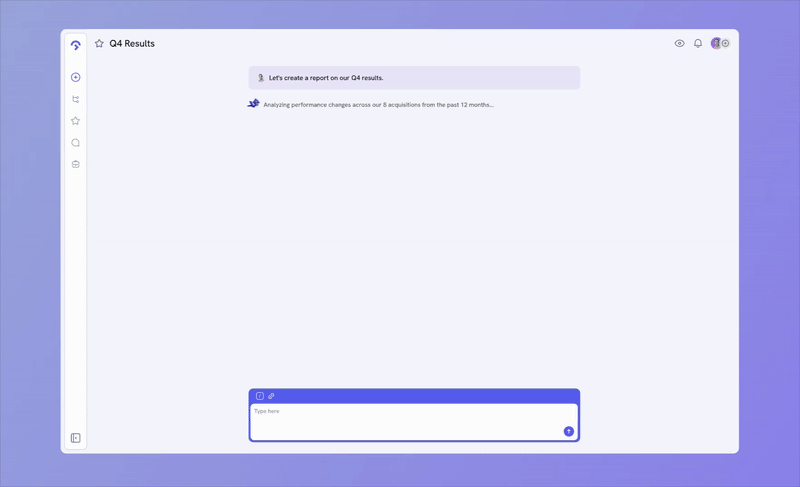 Q4 Results
Let's create a report on our Q4 results.
Analyzing performance changes across our 8 acquisitions from the past 12 months...
Type here